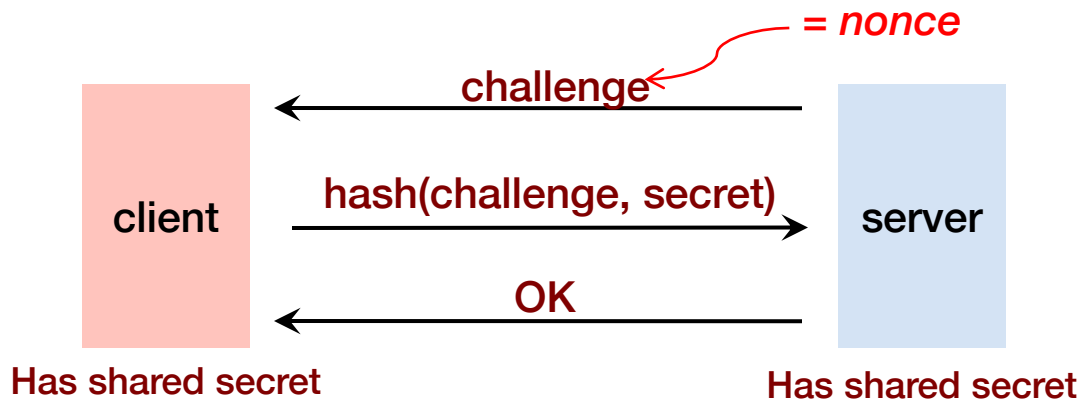 = nonce
challenge
client
hash(challenge, secret)
server
OK
Has shared secret
Has shared secret